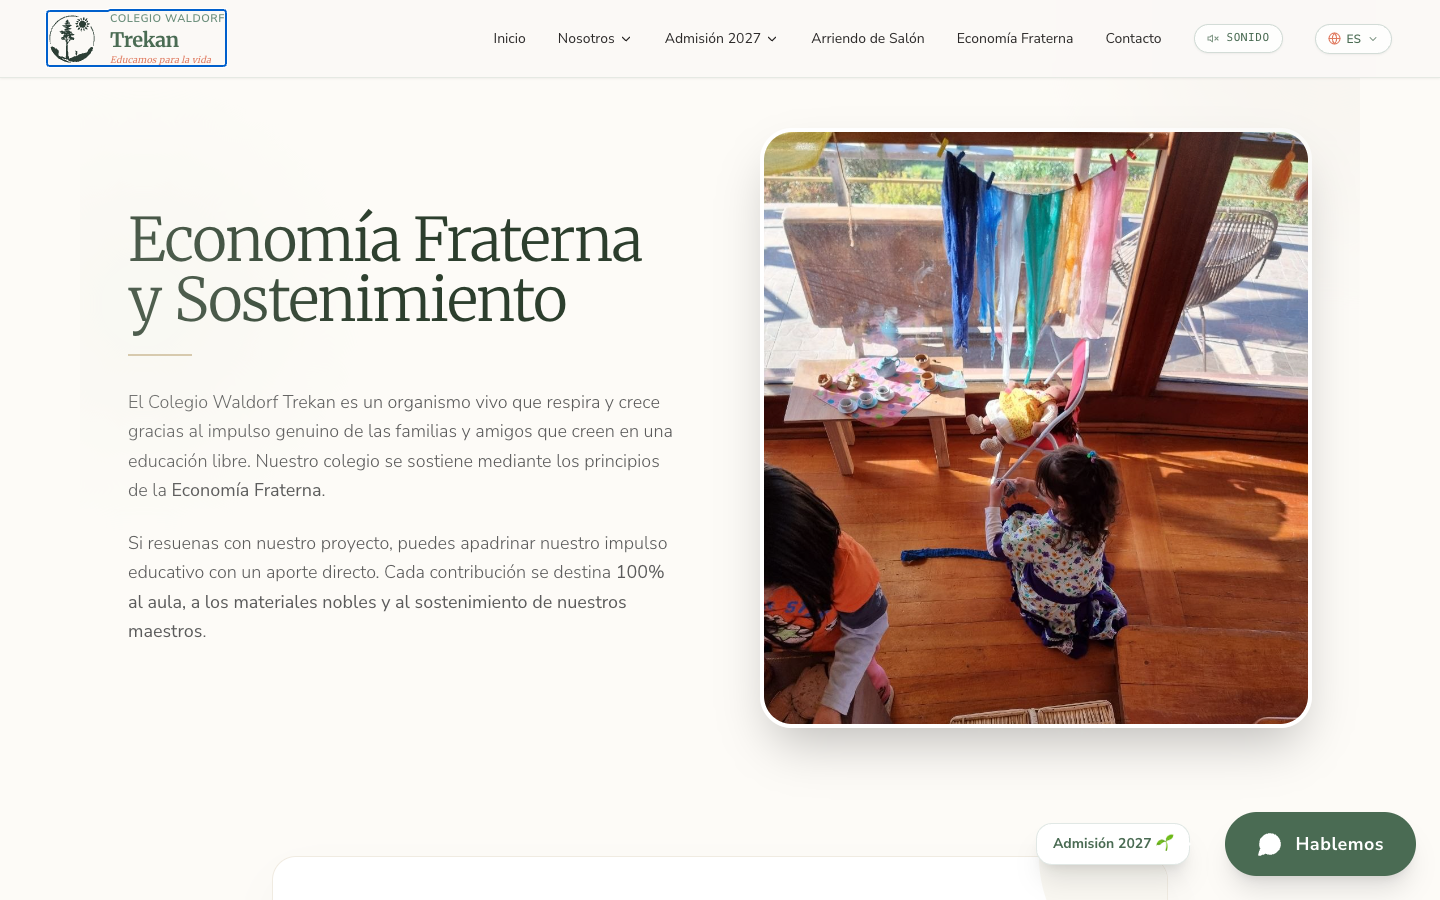 COLEGIO WALDORF
Trekan
Educamos para la vida
Inicio
Nosotros
Admisión 2027
Arriendo de Salón
Economía Fraterna
Contacto
SONIDO
ES
Economía Fraterna
y Sostenimiento
El Colegio Waldorf Trekan es un organismo vivo que respira y crece
gracias al impulso genuino de las familias y amigos que creen en una
educación libre. Nuestro colegio se sostiene mediante los principios
de la Economía Fraterna.
Si resuenas con nuestro proyecto, puedes apadrinar nuestro impulso
educativo con un aporte directo. Cada contribución se destina 100%
al aula, a los materiales nobles y al sostenimiento de nuestros
maestros.
Admisión 2027
Hablemos